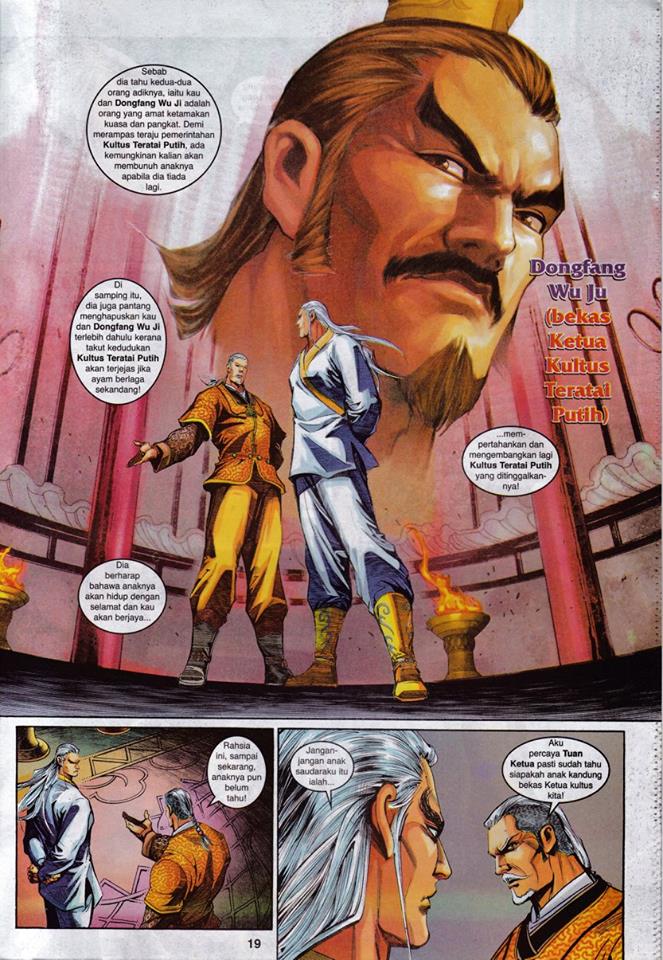 Sebab
dia tahu kedua-dua
orang adiknya, iaitu kau
dan Dongfang Wu Ji adalah
orang yang amat ketamakan
kuasa dan pangkat. Demi
merampas teraju pemerintahan
Kultus Teratai Putih, ada
kemungkinan kalian akan
membunuh anaknya
apabila dia tiada
lagi.
Dongfang
Wu Ju
(bekas
Ketua
Kultus
Teratai
Putih)
Di
samping itu,
dia juga pantang
menghapuskan kau
dan Dongfang Wu Ji
terlebih dahulu kerana
takut kedudukan
Kultus Teratai Putih
akan terjejas jika
ayam berlaga
sekandang!
Dia
berharap
bahawa anaknya
akan hidup dengan
selamat dan kau
akan berjaya...
...mem-
pertahankan dan
mengembangkan lagi
Kultus Teratai Putih
yang ditinggalkan-
nya!
Rahsia
ini, sampai
sekarang,
anaknya pun
belum
tahu!
Jangan-
jangan anak
saudaraku itu
ialah...
Aku
percaya Tuan
Ketua pasti sudah tahu
siapakah anak kandung
bekas Ketua kultus
kita!
19